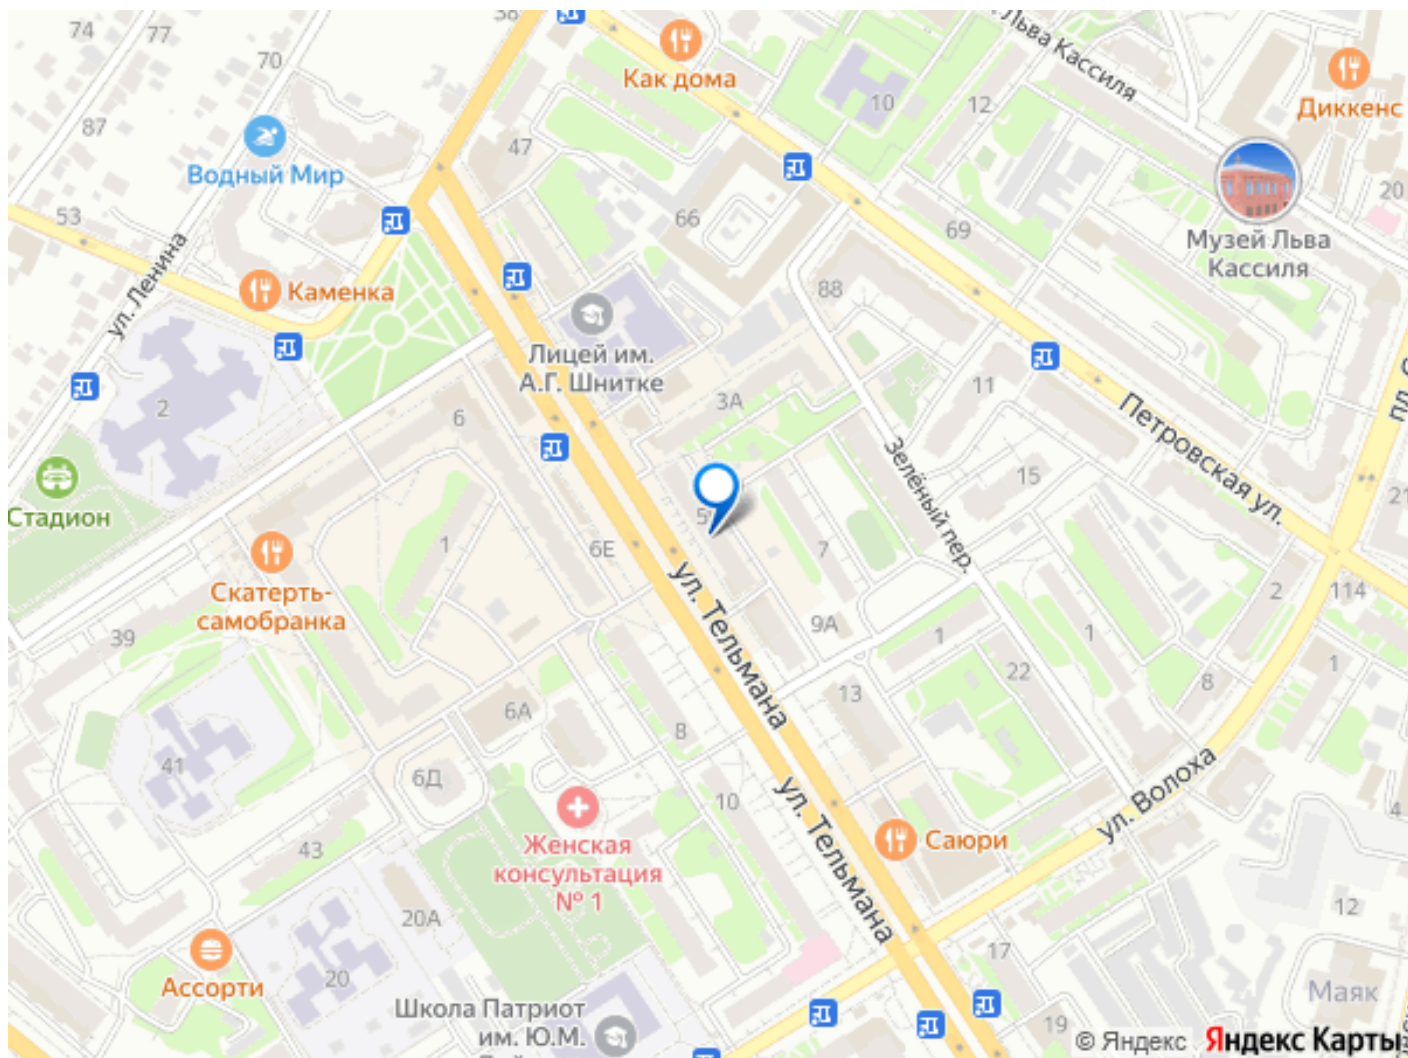 74
77
38
70
Как дома
ул. Льва Кассиля
Диккенс
87
10
12
47
Водный Мир
20
53
66
69
Музей Льва
Кассиля
ул. Ленина
Каменка
88
Лицей им.
А.Г. Шнитке
2
6
3А
11
Петровская ул.
Зелёный пер.
15
21
Стадион
1
6Е
7
Скатерть-
самобранка
ул. Тельмана
39
9А
1
1
2
114
22
1
8
13
6А
8
41
6Д
10
ул. Тельмана
ул. Волоха
4
Женская
консультация
№ 1
Саюри
43
20А
12
17
20
Ассорти
Маяк
Школа Патриот
им. Ю.М.
19
© Яндекс
Яндекс Карты